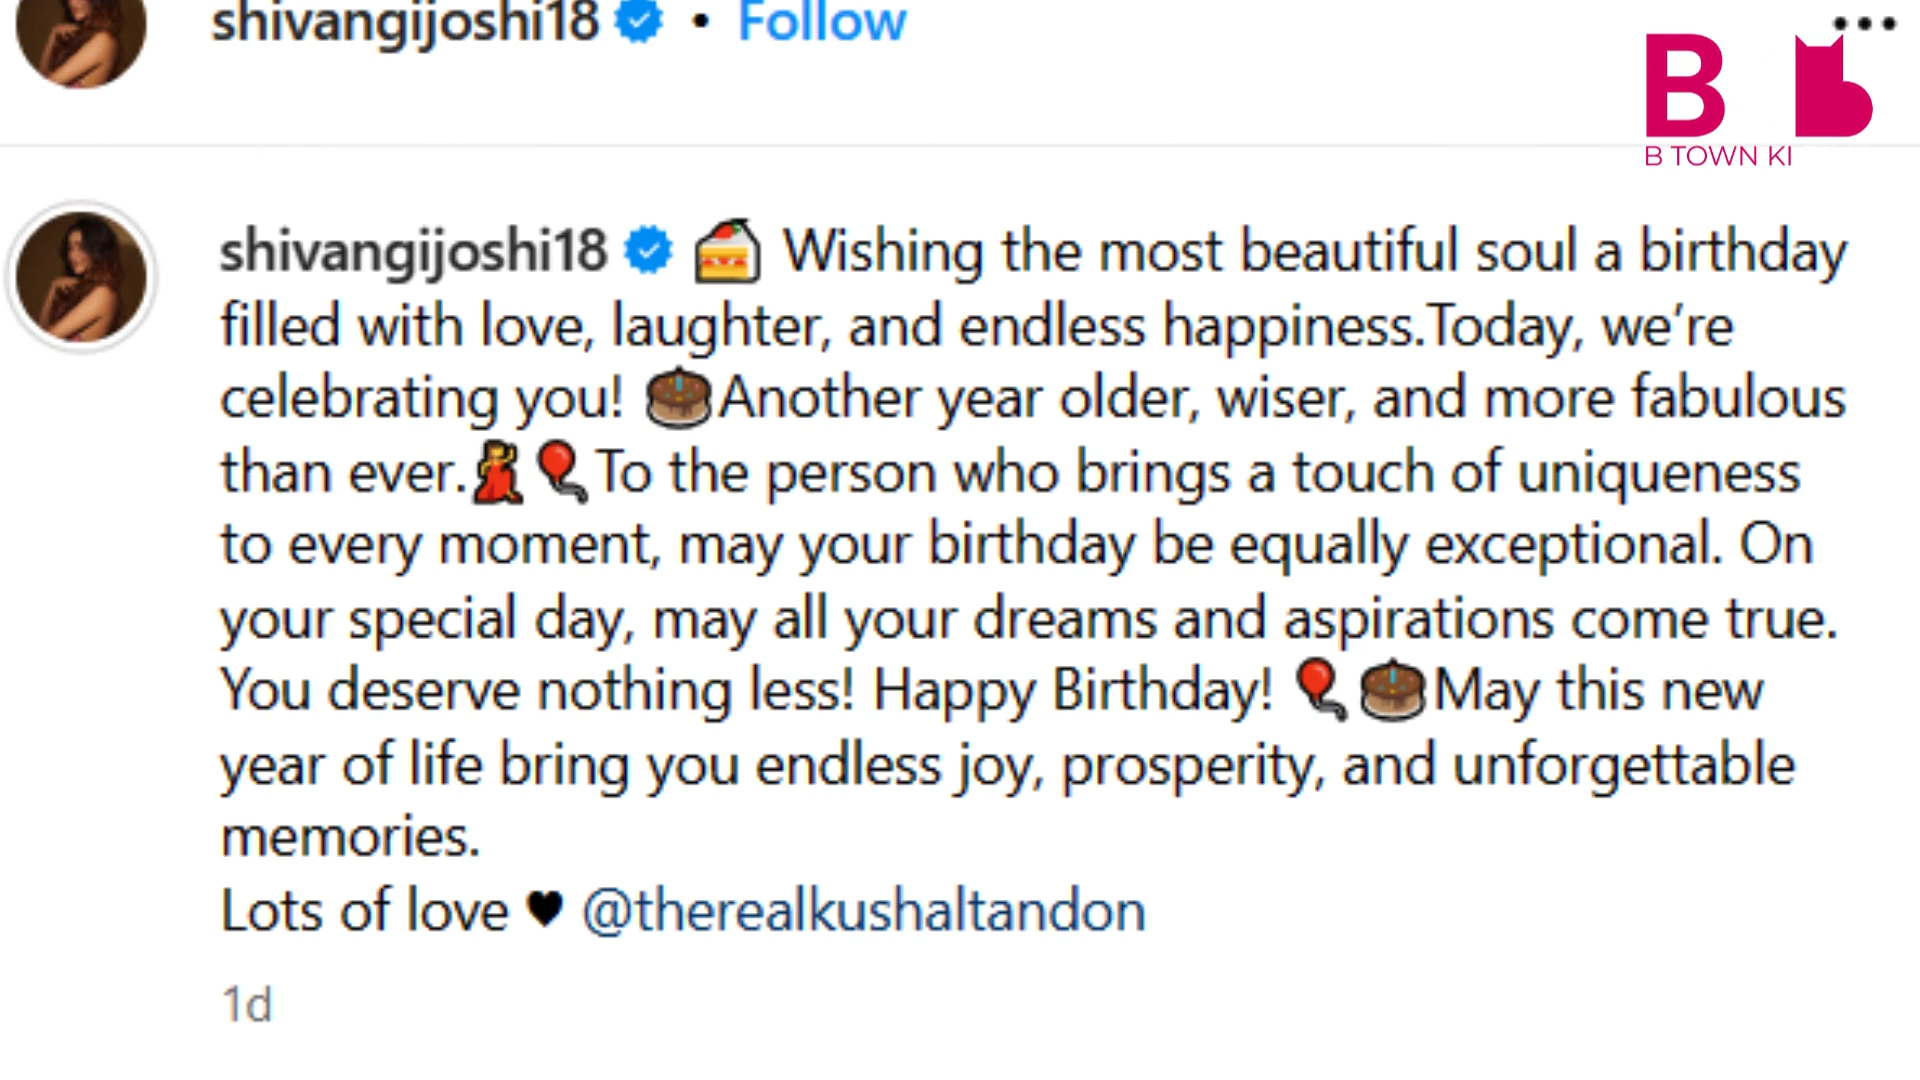 shivangijoshi18 • Follow
B
B TOWN KI
shivangijoshi18 🍰 Wishing the most beautiful soul a birthday
filled with love, laughter, and endless happiness.Today, we’re
celebrating you! 🎂Another year older, wiser, and more fabulous
than ever.💃🎈To the person who brings a touch of uniqueness
to every moment, may your birthday be equally exceptional. On
your special day, may all your dreams and aspirations come true.
You deserve nothing less! Happy Birthday! 🎈🎂May this new
year of life bring you endless joy, prosperity, and unforgettable
memories.
Lots of love ♥ @therealkushaltandon
1d